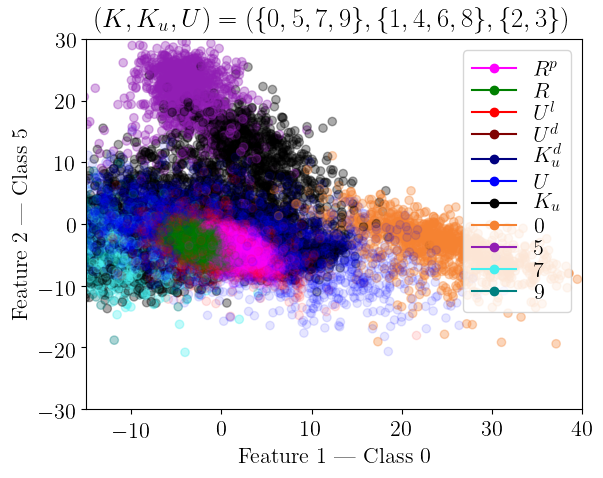 (K, K_u, U) = ({0, 5, 7, 9}, {1, 4, 6, 8}, {2, 3})
30
20
10
0
−10
−20
−30
Feature 2 — Class 5
R^p
R
U^l
U^d
K_u^d
U
K_u
0
5
7
9
−10
0
10
20
30
40
Feature 1 — Class 0